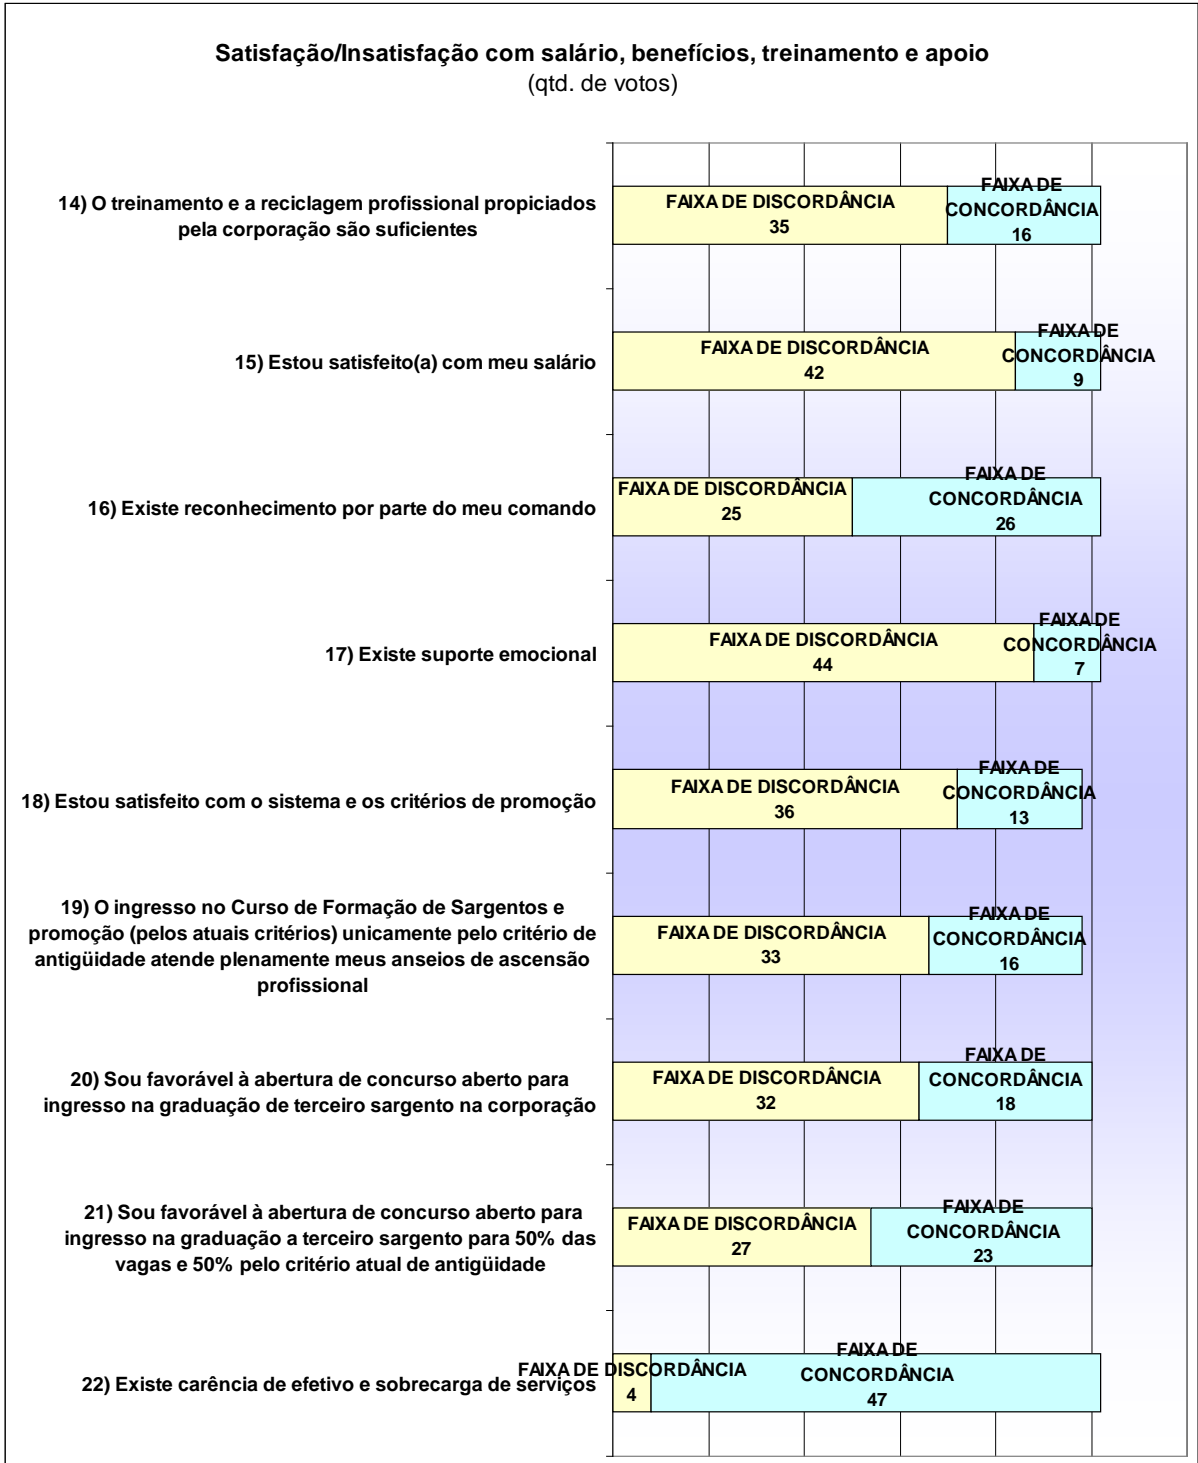 Satisfação/Insatisfação com salário, benefícios, treinamento e apoio
(qtd. de votos)
14) O treinamento e a reciclagem profissional propiciados
pela corporação são suficientes
FAIXA DE DISCORDÂNCIA
35
FAIXA DE
CONCORDÂNCIA
16
15) Estou satisfeito(a) com meu salário
FAIXA DE DISCORDÂNCIA
42
FAIXA DE
CONCORDÂNCIA
9
16) Existe reconhecimento por parte do meu comando
FAIXA DE DISCORDÂNCIA
25
FAIXA DE
CONCORDÂNCIA
26
17) Existe suporte emocional
FAIXA DE DISCORDÂNCIA
44
FAIXA DE
CONCORDÂNCIA
7
18) Estou satisfeito com o sistema e os critérios de promoção
FAIXA DE DISCORDÂNCIA
36
FAIXA DE
CONCORDÂNCIA
13
19) O ingresso no Curso de Formação de Sargentos e
promoção (pelos atuais critérios) unicamente pelo critério de
antigüidade atende plenamente meus anseios de ascensão
profissional
FAIXA DE DISCORDÂNCIA
33
FAIXA DE
CONCORDÂNCIA
16
20) Sou favorável à abertura de concurso aberto para
ingresso na graduação de terceiro sargento na corporação
FAIXA DE DISCORDÂNCIA
32
FAIXA DE
CONCORDÂNCIA
18
21) Sou favorável à abertura de concurso aberto para
ingresso na graduação a terceiro sargento para 50% das
vagas e 50% pelo critério atual de antigüidade
FAIXA DE DISCORDÂNCIA
27
FAIXA DE
CONCORDÂNCIA
23
22) Existe carência de efetivo e sobrecarga de serviços
FAIXA DE DISCORDÂNCIA
4
FAIXA DE
CONCORDÂNCIA
47